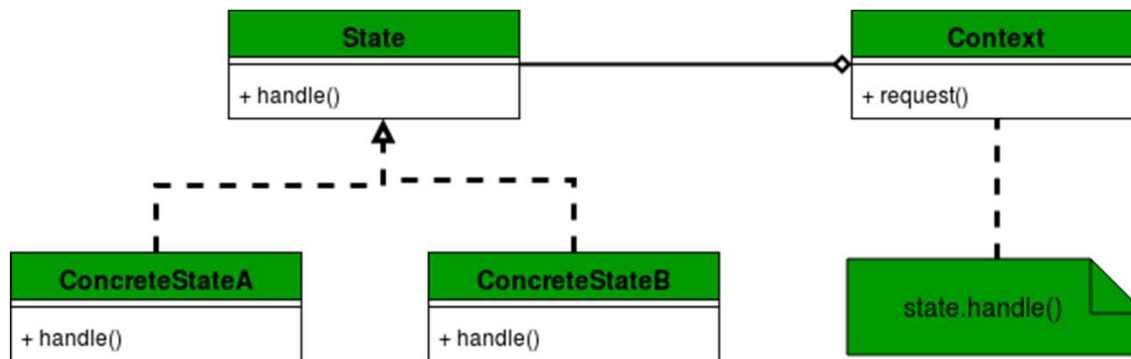 State
Context
+ handle()
+ request()
ConcreteStateA
ConcreteStateB
state.handle()
+ handle()
+ handle()